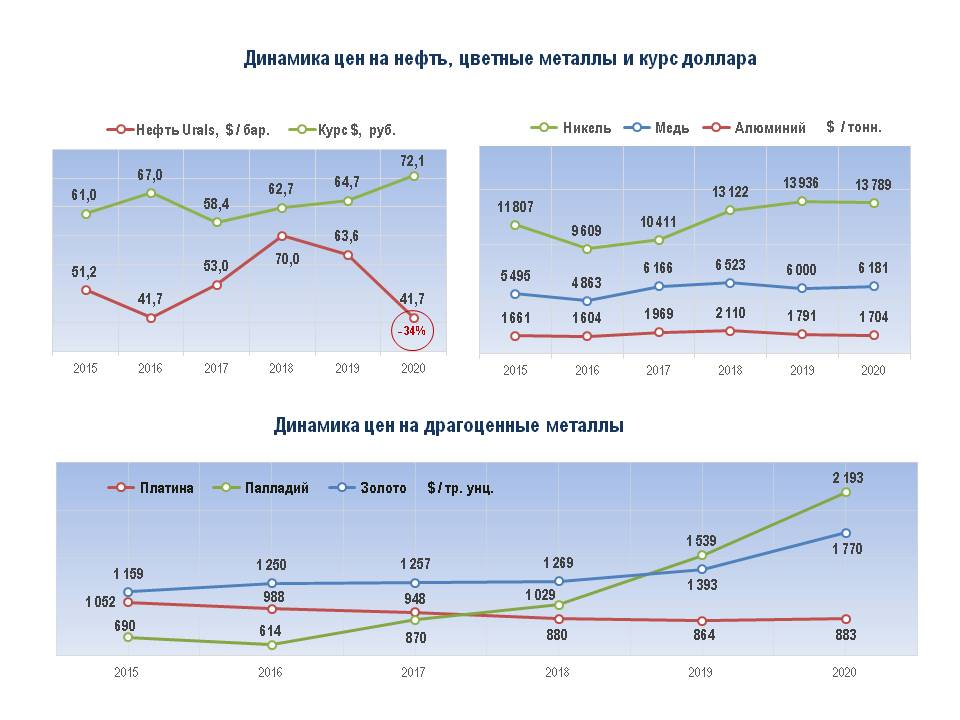 Динамика цен на нефть, цветные металлы и курс доллара
Нефть Urals, $ / бар. Курс $, руб.
61,0 67,0 58,4 62,7 64,7 72,1
51,2 41,7 53,0 70,0 63,6 41,7
–34%
2015 2016 2017 2018 2019 2020
Никель Медь Алюминий $ / тонн.
11 807 9 609 10 411 13 122 13 936 13 789
5 495 4 863 6 166 6 523 6 000 6 181
1 661 1 604 1 969 2 110 1 791 1 704
2015 2016 2017 2018 2019 2020
Динамика цен на драгоценные металлы
Платина Палладий Золото $ / тр. унц.
1 159 1 250 1 257 1 269 1 393 1 770
1 052 988 948 880 864 883
690 614 870 1 029 1 539 2 193
2015 2016 2017 2018 2019 2020